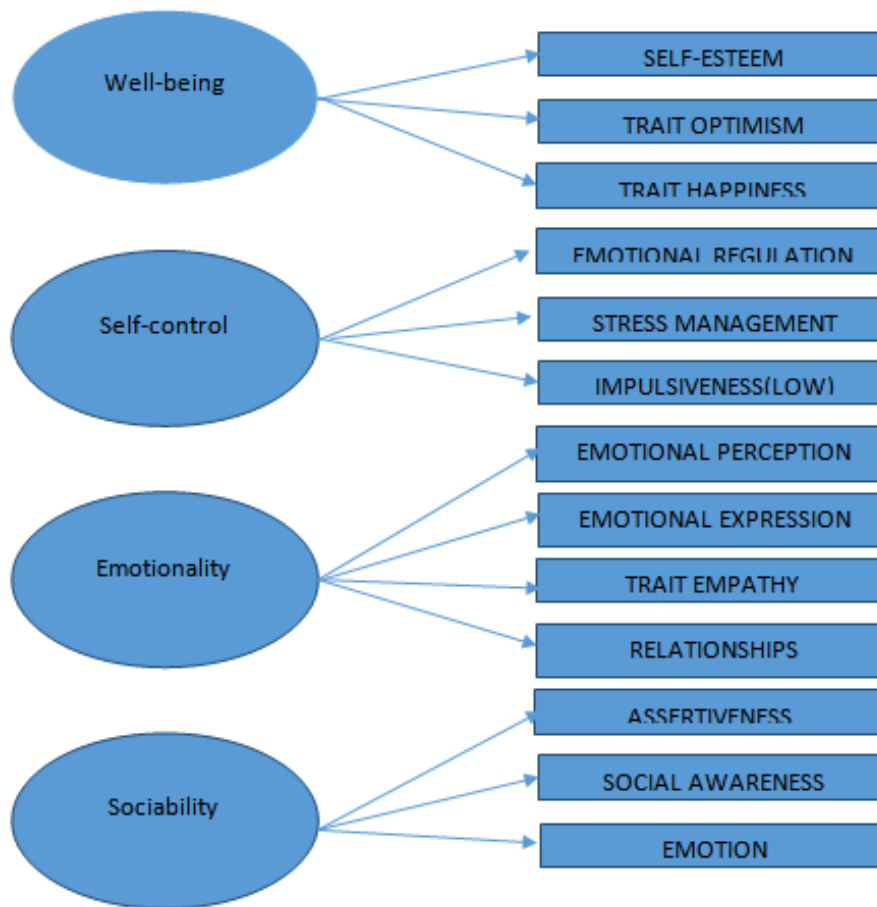 Well-being
SELF-ESTEEM
TRAIT OPTIMISM
TRAIT HAPPINESS
Self-control
EMOTIONAL REGULATION
STRESS MANAGEMENT
IMPULSIVENESS(LOW)
Emotionality
EMOTIONAL PERCEPTION
EMOTIONAL EXPRESSION
TRAIT EMPATHY
RELATIONSHIPS
Sociability
ASSERTIVENESS
SOCIAL AWARENESS
EMOTION